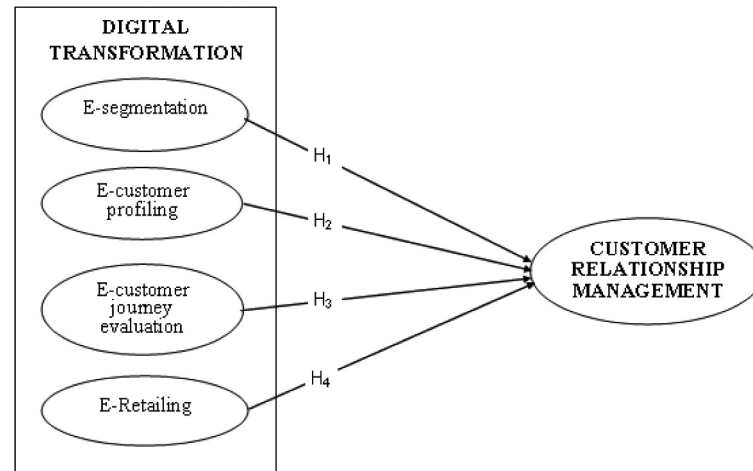 DIGITAL
TRANSFORMATION
E-segmentation
H1
E-customer
profiling
H2
CUSTOMER
RELATIONSHIP
MANAGEMENT
E-customer
journey
evaluation
H3
E-Retailing
H4